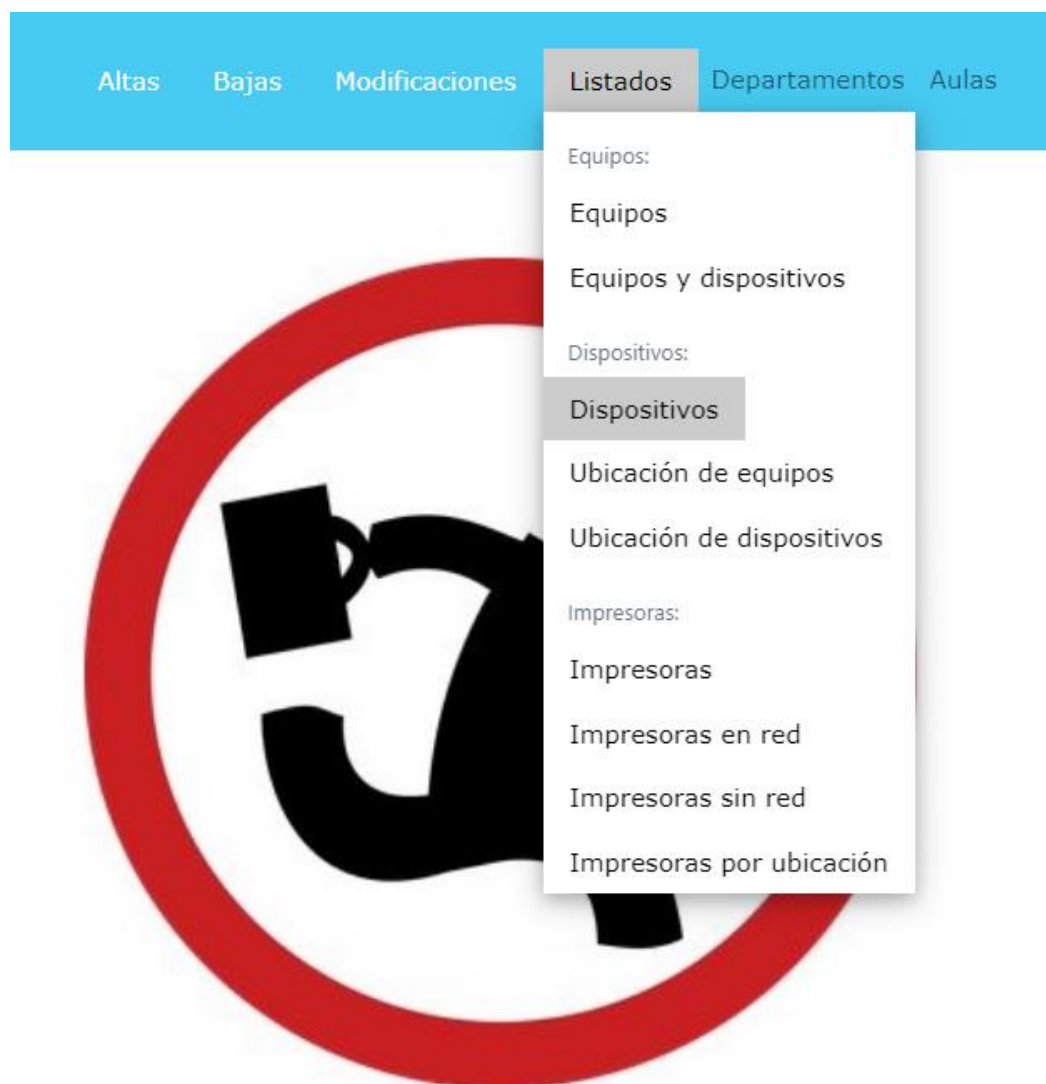 Altas Bajas Modificaciones Listados Departamentos Aulas
Equipos:
Equipos
Equipos y dispositivos
Dispositivos:
Dispositivos
Ubicación de equipos
Ubicación de dispositivos
Impresoras:
Impresoras
Impresoras en red
Impresoras sin red
Impresoras por ubicación